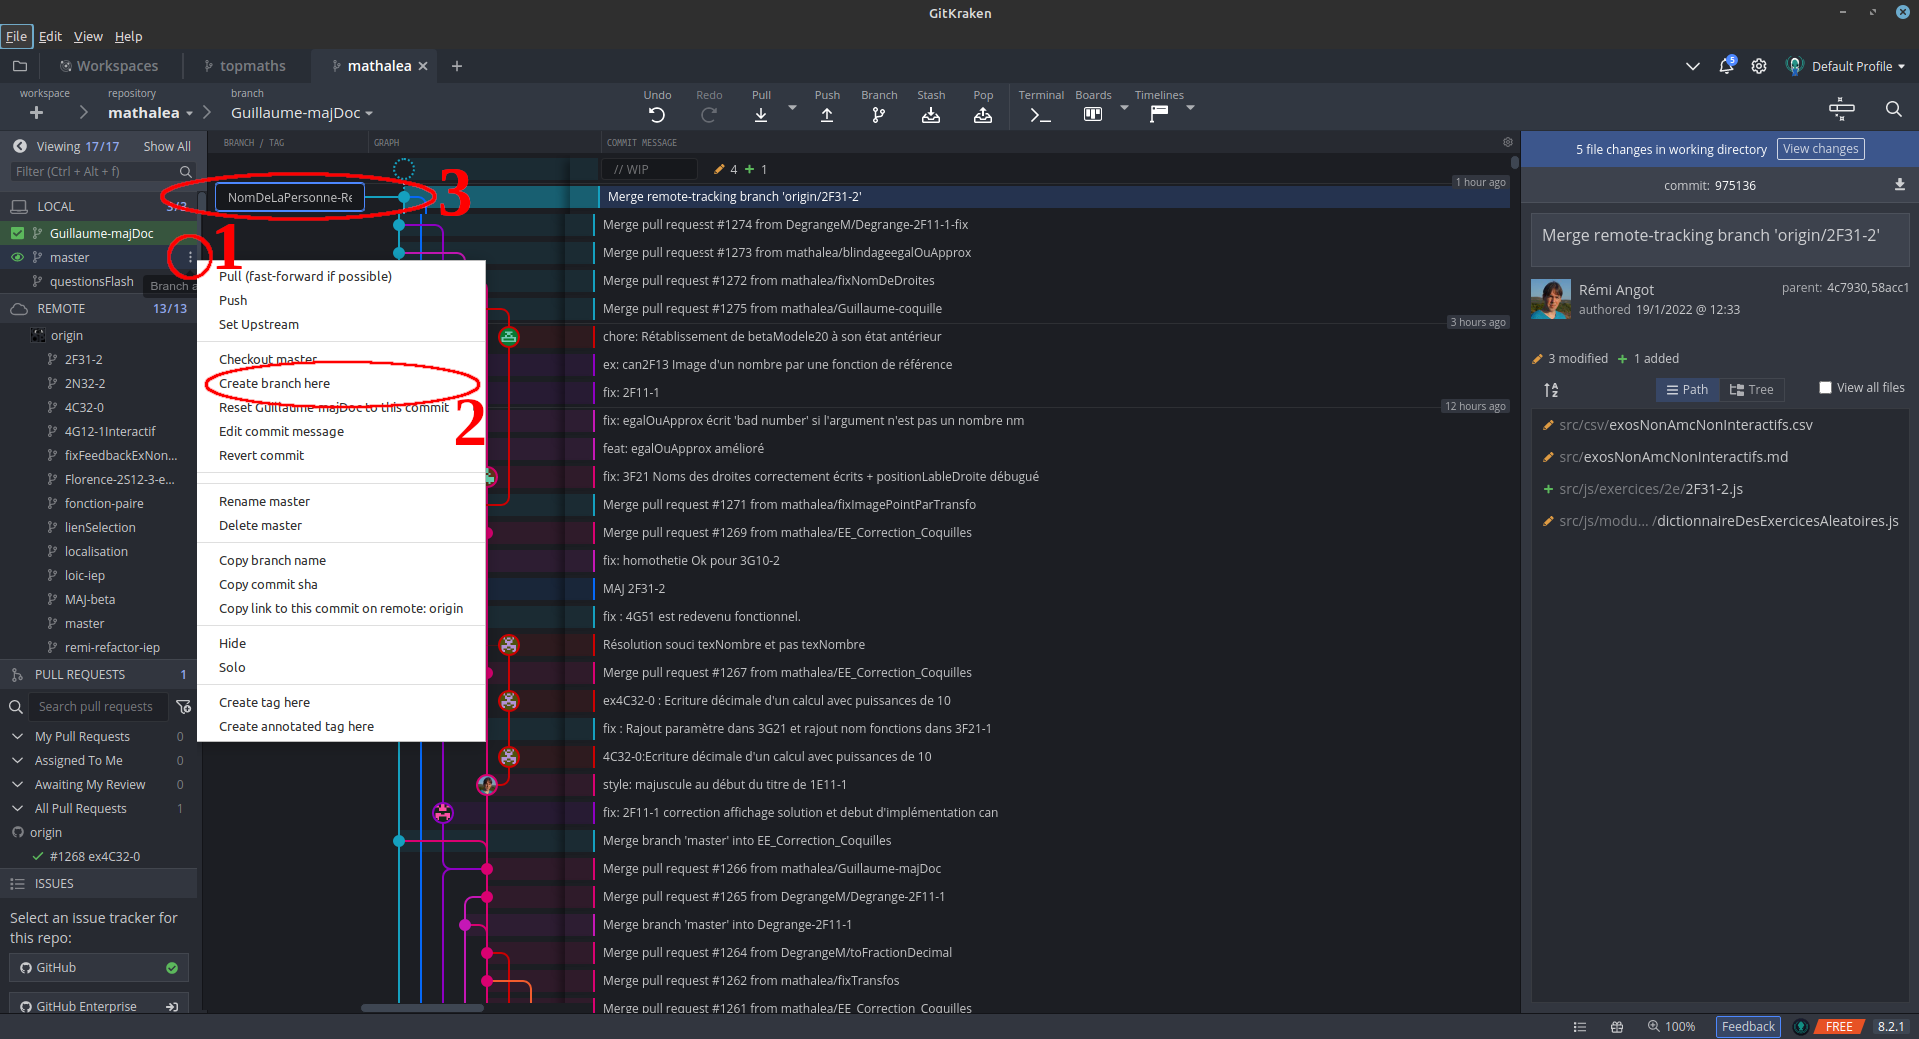 GitKraken
File Edit View Help
Workspaces
topmaths
mathalea
Default Profile
5
workspace
repository
mathalea
branch
Guillaume-majDoc
Undo
Redo
Pull
Push
Branch
Stash
Pop
Terminal
Boards
Timelines
Viewing 17/17 Show All
Filter (Ctrl + Alt + f)
LOCAL 3/3
Guillaume-majDoc
master
questionsFlash
Branch a
REMOTE 13/13
origin
2F31-2
2N32-2
4C32-0
4G12-1Interactif
fixFeedbackExNon...
Florence-2S12-3-e...
fonction-paire
lienSelection
localisation
loic-iep
MAJ-beta
master
remi-refactor-iep
PULL REQUESTS 1
Search pull requests
My Pull Requests 0
Assigned To Me 0
Awaiting My Review 0
All Pull Requests 1
origin
#1268 ex4C32-0
ISSUES
Select an issue tracker for
this repo:
GitHub
GitHub Enterprise
1
2
3
Pull (fast-forward if possible)
Push
Set Upstream
Checkout master
Create branch here
Reset Guillaume-majDoc to this commit
Edit commit message
Revert commit
Rename master
Delete master
Copy branch name
Copy commit sha
Copy link to this commit on remote: origin
Hide
Solo
Create tag here
Create annotated tag here
BRANCH / TAG GRAPH COMMIT MESSAGE
// WIP 4 1
NomDeLaPersonne-Re
1 hour ago
Merge remote-tracking branch 'origin/2F31-2'
Merge pull requesst #1274 from DegrangeM/Degrange-2F11-1-fix
Merge pull requesst #1273 from mathalea/blindageegalOuApprox
Merge pull request #1272 from mathalea/fixNomDeDroites
Merge pull request #1275 from mathalea/Guillaume-coquille
3 hours ago
chore: Rétablissement de betaModele20 à son état antérieur
ex: can2F13 Image d'un nombre par une fonction de référence
fix: 2F11-1
12 hours ago
fix: egalOuApprox écrit 'bad number' si l'argument n'est pas un nombre nm
feat: egalOuApprox amélioré
fix: 3F21 Noms des droites correctement écrits + positionLableDroite débugué
Merge pull request #1271 from mathalea/fixImagePointParTransfo
Merge pull request #1269 from mathalea/EE_Correction_Coquilles
fix: homothetie Ok pour 3G10-2
MAJ 2F31-2
fix : 4G51 est redevenu fonctionnel.
Résolution souci texNombre et pas texNombre
Merge pull request #1267 from mathalea/EE_Correction_Coquilles
ex4C32-0 : Ecriture décimale d'un calcul avec puissances de 10
fix : Rajout paramètre dans 3G21 et rajout nom fonctions dans 3F21-1
4C32-0:Ecriture décimale d'un calcul avec puissances de 10
style: majuscule au début du titre de 1E11-1
fix: 2F11-1 correction affichage solution et debut d'implémentation can
Merge branch 'master' into EE_Correction_Coquilles
Merge pull request #1266 from mathalea/Guillaume-majDoc
Merge pull request #1265 from DegrangeM/Degrange-2F11-1
Merge branch 'master' into Degrange-2F11-1
Merge pull request #1264 from DegrangeM/toFractionDecimal
Merge pull request #1262 from mathalea/fixTransfos
Merge pull request #1261 from mathalea/EE_Correction_Coquilles
5 file changes in working directory View changes
commit: 975136
Merge remote-tracking branch 'origin/2F31-2'
Rémi Angot
authored 19/1/2022 @ 12:33
parent: 4c7930,58acc1
3 modified + 1 added
Path Tree View all files
src/csv/exosNonAmcNonInteractifs.csv
src/exosNonAmcNonInteractifs.md
src/js/exercices/2e/2F31-2.js
src/js/modu... /dictionnaireDesExercicesAleatoires.js
100% Feedback FREE 8.2.1